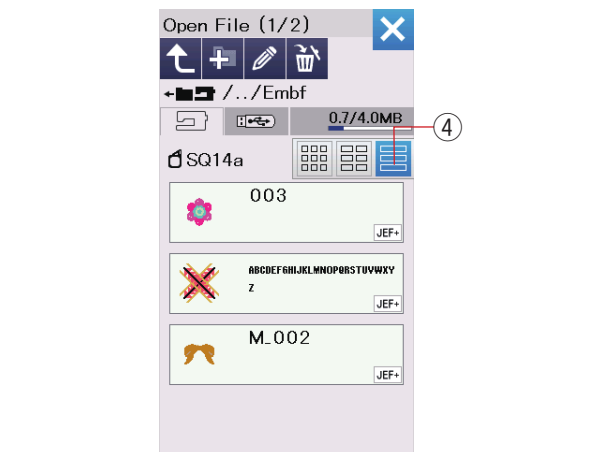 Open File (1/2)
/../Embf
0.7/4.0MB
④
SQ14a
003
JEF+
ABCDEFGHIJKLMNOPQRSTUVWXY
Z
JEF+
M_002
JEF+